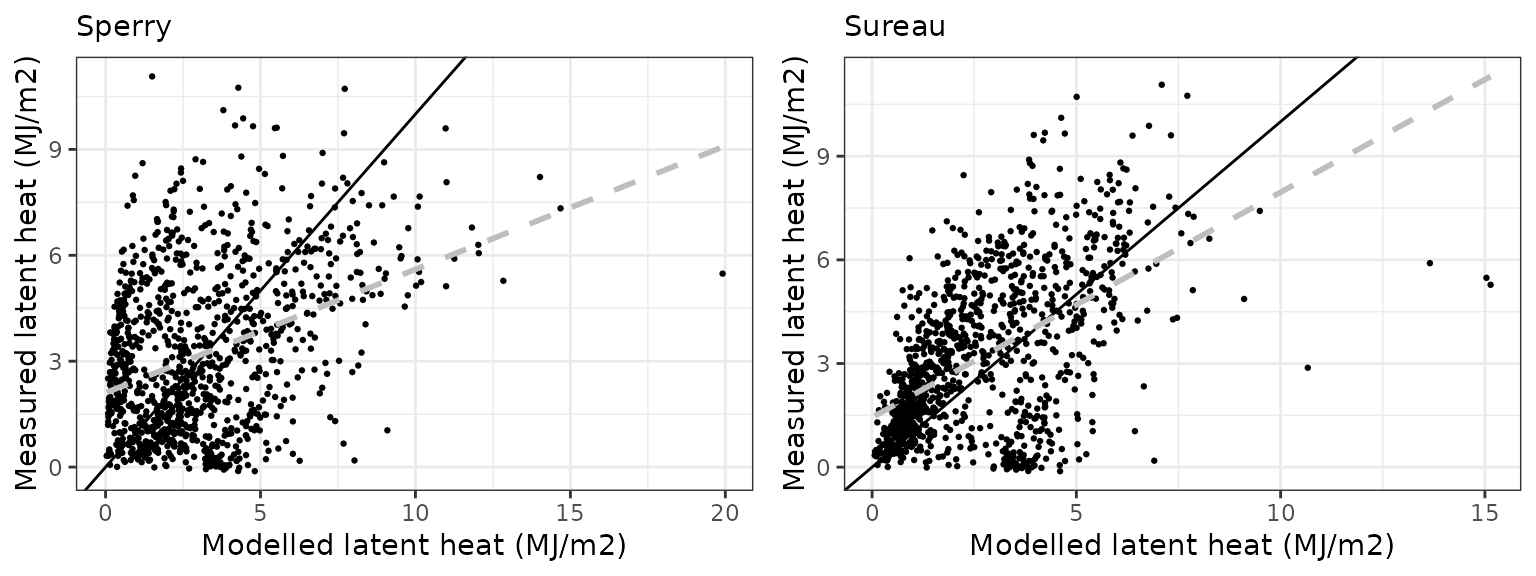 Sperry
Measured latent heat (MJ/m2)
9
6
3
0
0 5 10 15 20
Modelled latent heat (MJ/m2)
Sureau
Measured latent heat (MJ/m2)
9
6
3
0
0 5 10 15
Modelled latent heat (MJ/m2)